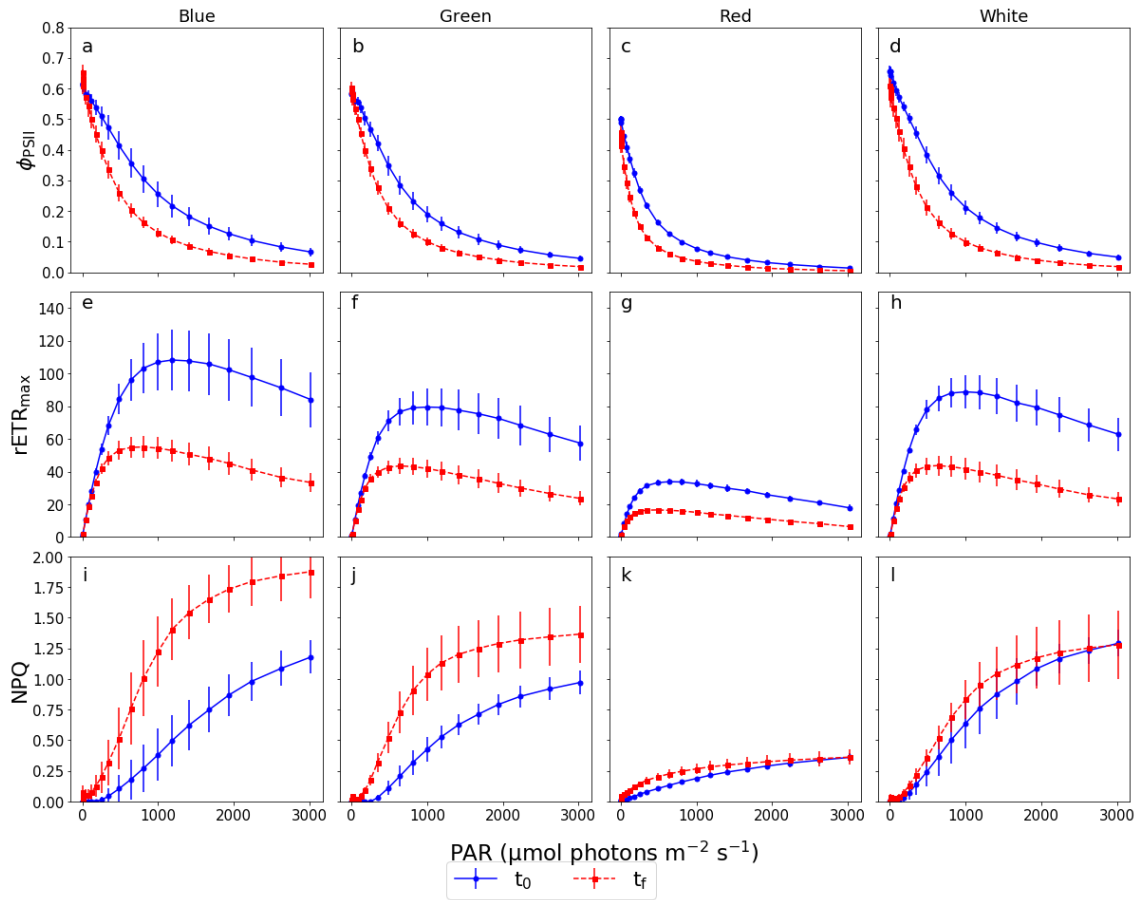 Blue Green Red White
a b c d
0.8
0.7
0.6
0.5
0.4
0.3
0.2
0.1
0.0
ϕPSII
e f g h
140
120
100
80
60
40
20
0
rETRmax
i j k l
2.00
1.75
1.50
1.25
1.00
0.75
0.50
0.25
0.00
NPQ
0 1000 2000 3000 0 1000 2000 3000 0 1000 2000 3000 0 1000 2000 3000
PAR (μmol photons m−2 s−1)
t0 tf